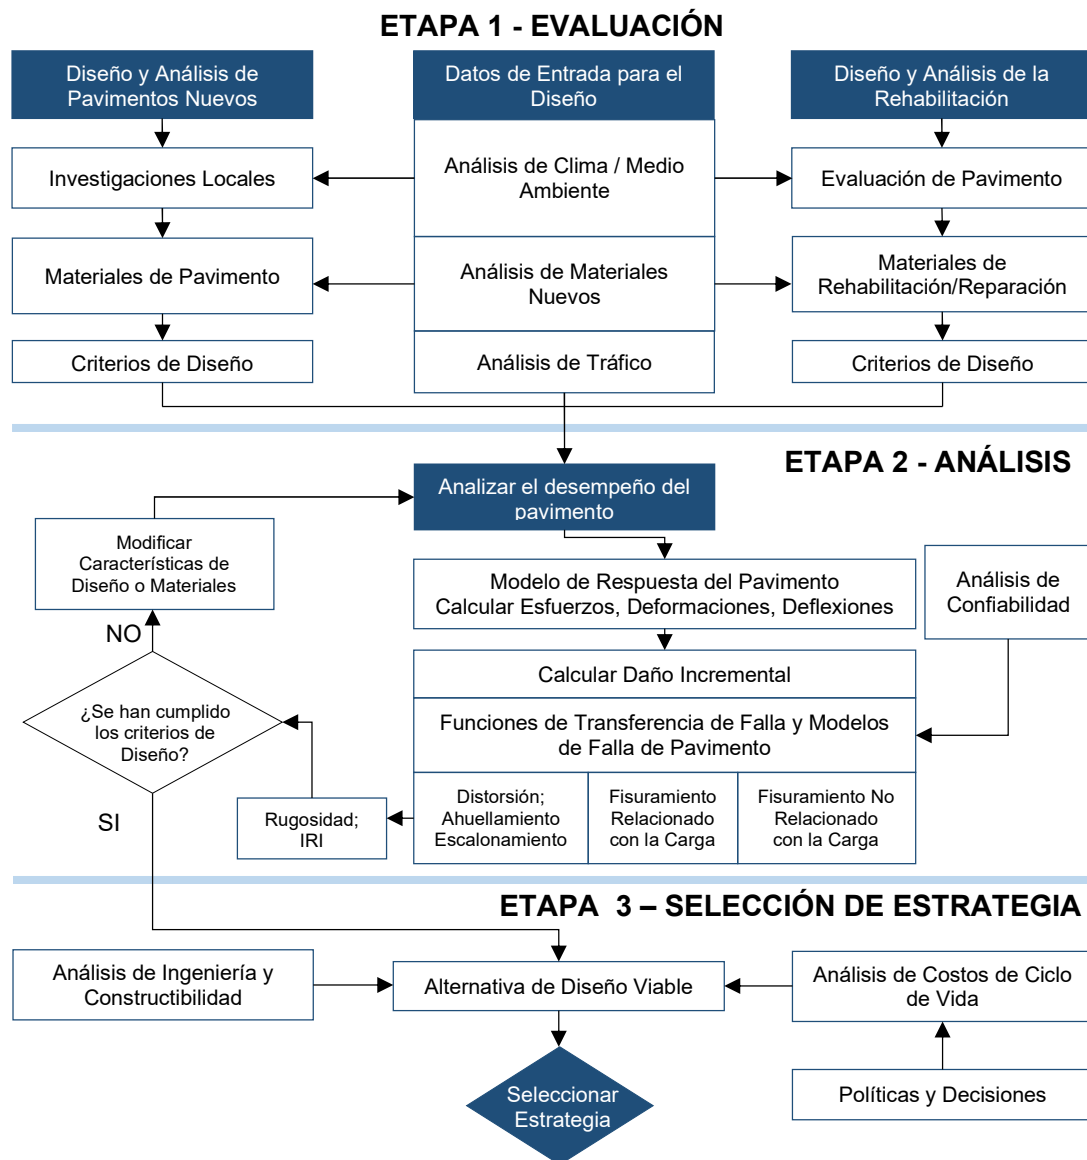 ETAPA 1 - EVALUACIÓN
Diseño y Análisis de
Pavimentos Nuevos
Datos de Entrada para el
Diseño
Diseño y Análisis de la
Rehabilitación
Investigaciones Locales
Análisis de Clima / Medio
Ambiente
Evaluación de Pavimento
Materiales de Pavimento
Análisis de Materiales
Nuevos
Materiales de
Rehabilitación/Reparación
Criterios de Diseño
Análisis de Tráfico
Criterios de Diseño
ETAPA 2 - ANÁLISIS
Analizar el desempeño del
pavimento
Modificar
Características de
Diseño o Materiales
Modelo de Respuesta del Pavimento
Calcular Esfuerzos, Deformaciones, Deflexiones
Análisis de
Confiabilidad
NO
Calcular Daño Incremental
¿Se han cumplido
los criterios de
Diseño?
Funciones de Transferencia de Falla y Modelos
de Falla de Pavimento
SI
Rugosidad;
IRI
Distorsión;
Ahuellamiento
Escalonamiento
Fisuramiento
Relacionado
con la Carga
Fisuramiento No
Relacionado
con la Carga
ETAPA 3 – SELECCIÓN DE ESTRATEGIA
Análisis de Ingeniería y
Constructibilidad
Alternativa de Diseño Viable
Análisis de Costos de Ciclo
de Vida
Seleccionar
Estrategia
Políticas y Decisiones